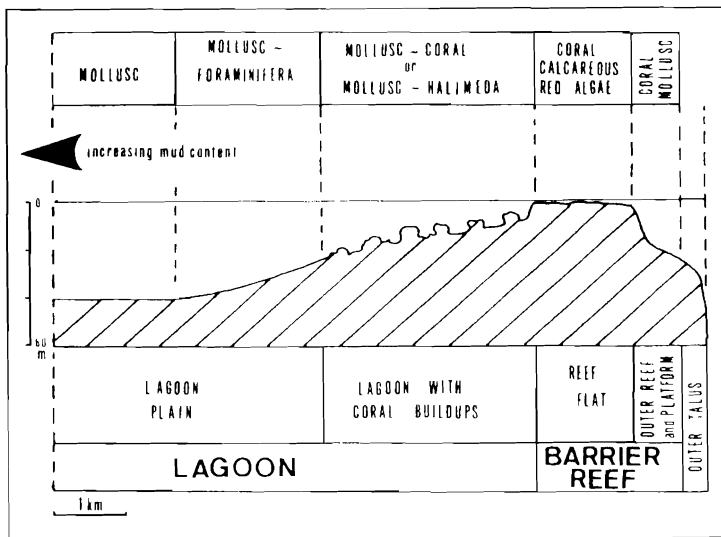 MOLLUSC
MOLLUSC -
FORAMINIFERA
MOLLUSC - CORAL
or
MOLLUSC - HALIMEDA
CORAL
CALCAREOUS
RED ALGAE
CORAL
MOLLUSC
increasing mud content
0
60
m
LAGOON
PLAIN
LAGOON WITH
CORAL BUILDUPS
REEF
FLAT
OUTER REEF
and PLATFORM
OUTER TALUS
LAGOON
BARRIER
REEF
1 km